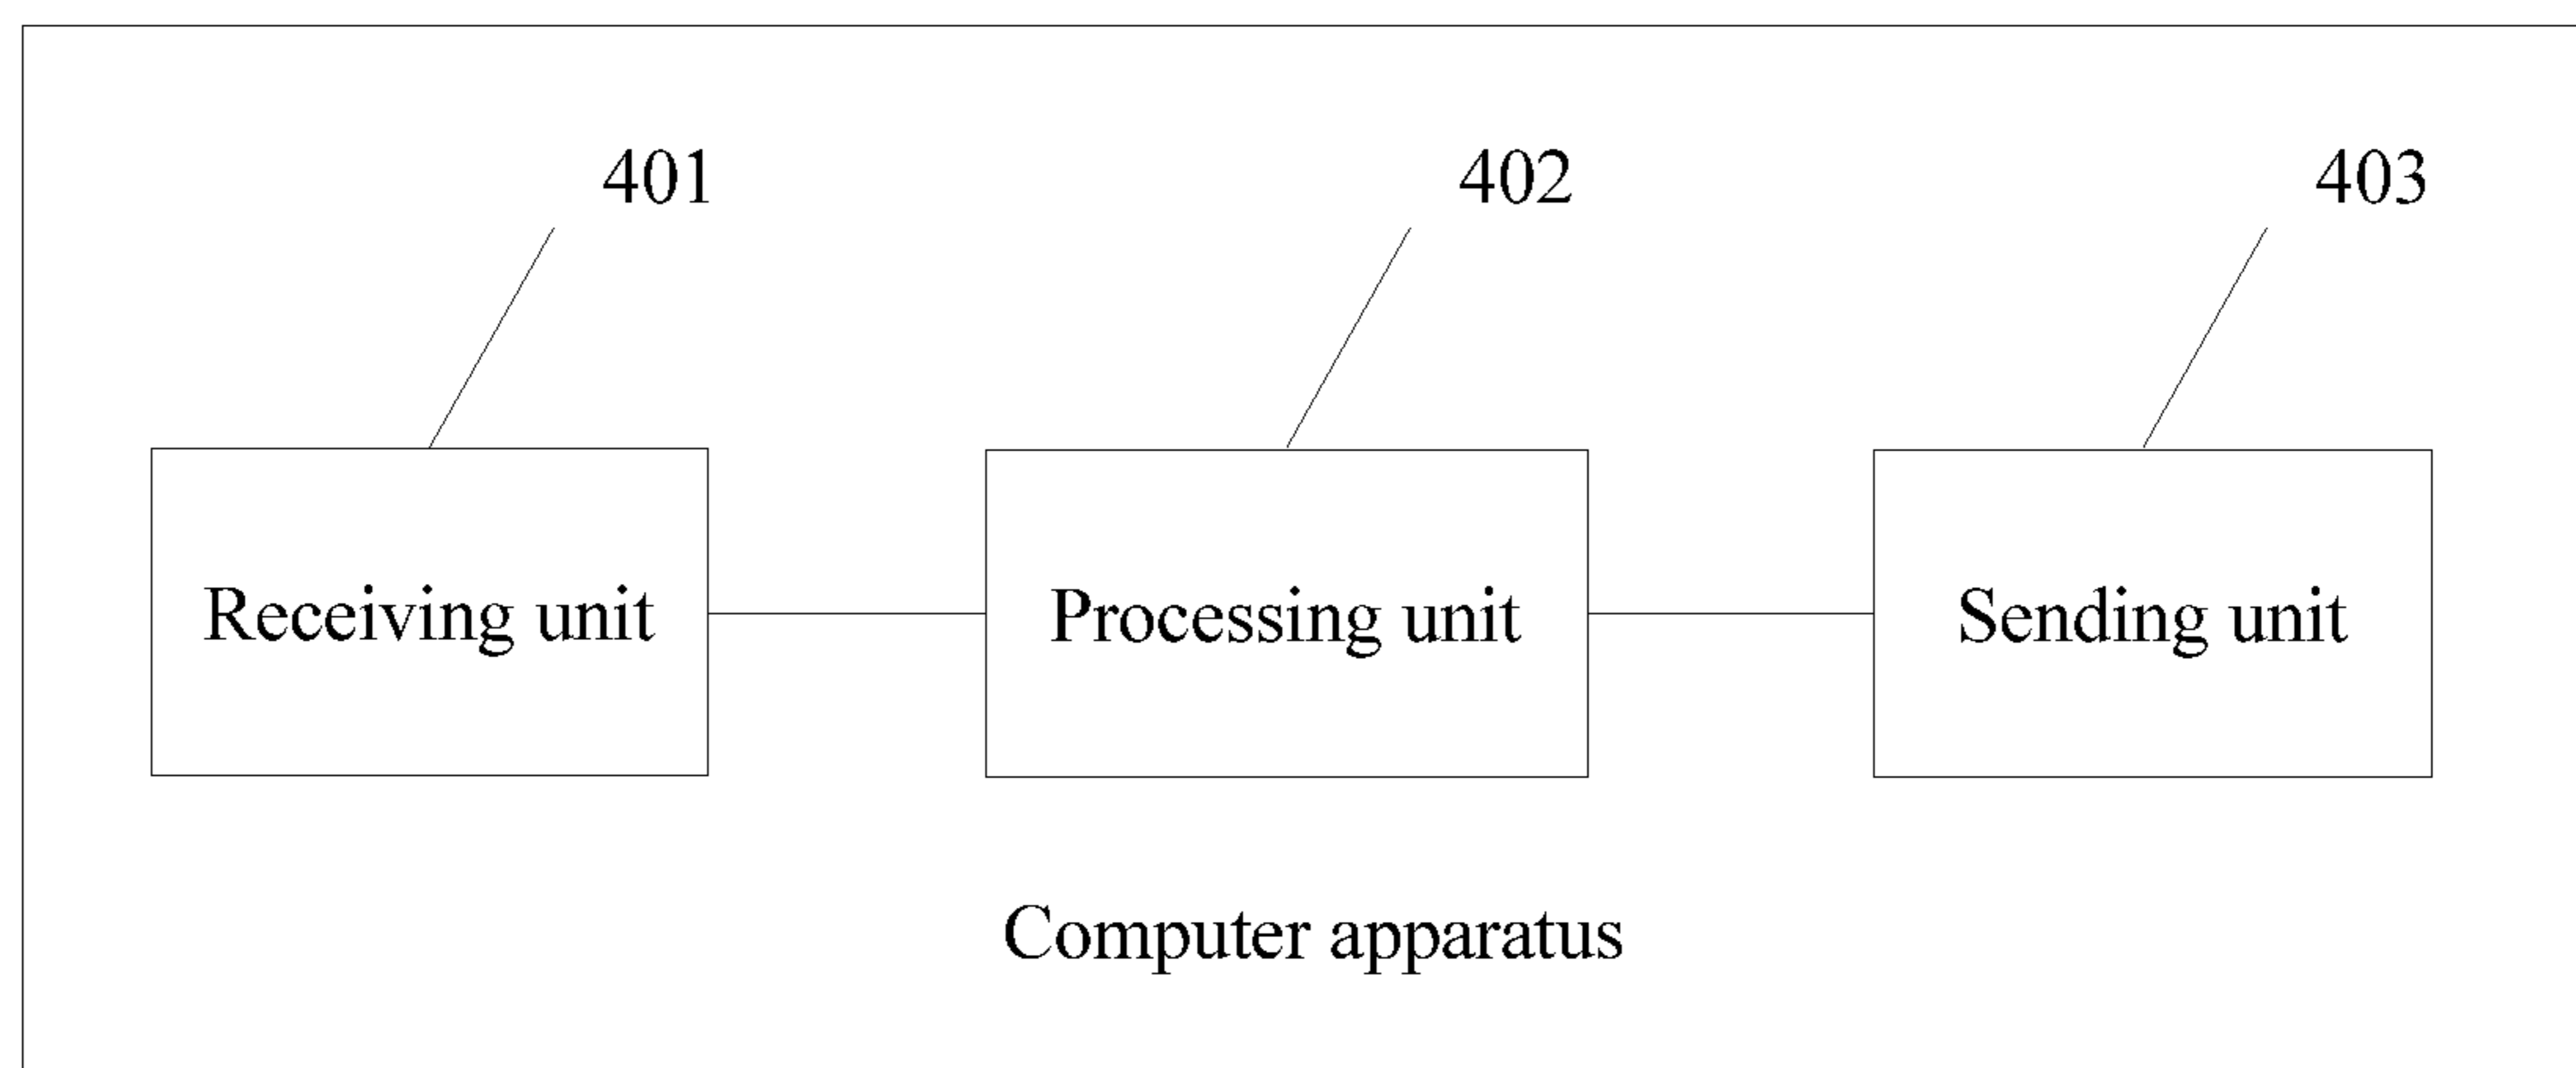 401
402
403
Receiving unit
Processing unit
Sending unit
Computer apparatus